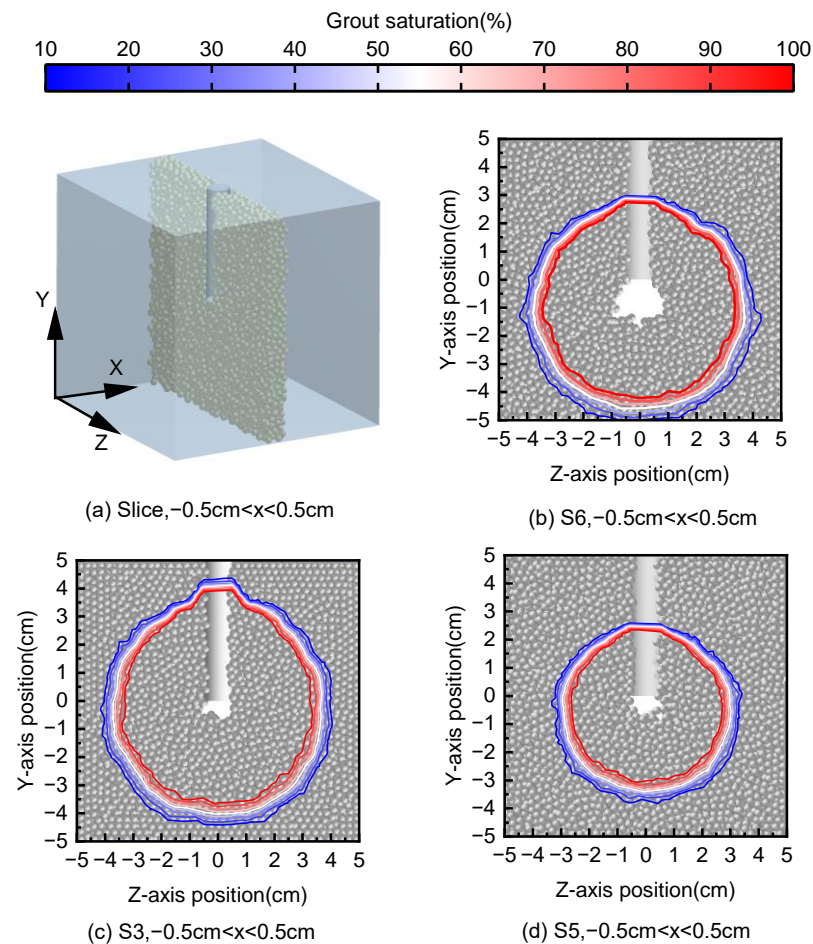 Grout saturation(%)
10 20 30 40 50 60 70 80 90 100
Y
X
Z
(a) Slice,−0.5cm<x<0.5cm
5
4
3
2
1
0
−1
−2
−3
−4
−5
Y-axis position(cm)
−5 −4 −3 −2 −1 0 1 2 3 4 5
Z-axis position(cm)
(b) S6,−0.5cm<x<0.5cm
5
4
3
2
1
0
−1
−2
−3
−4
−5
Y-axis position(cm)
−5 −4 −3 −2 −1 0 1 2 3 4 5
Z-axis position(cm)
(c) S3,−0.5cm<x<0.5cm
5
4
3
2
1
0
−1
−2
−3
−4
−5
Y-axis position(cm)
−5 −4 −3 −2 −1 0 1 2 3 4 5
Z-axis position(cm)
(d) S5,−0.5cm<x<0.5cm